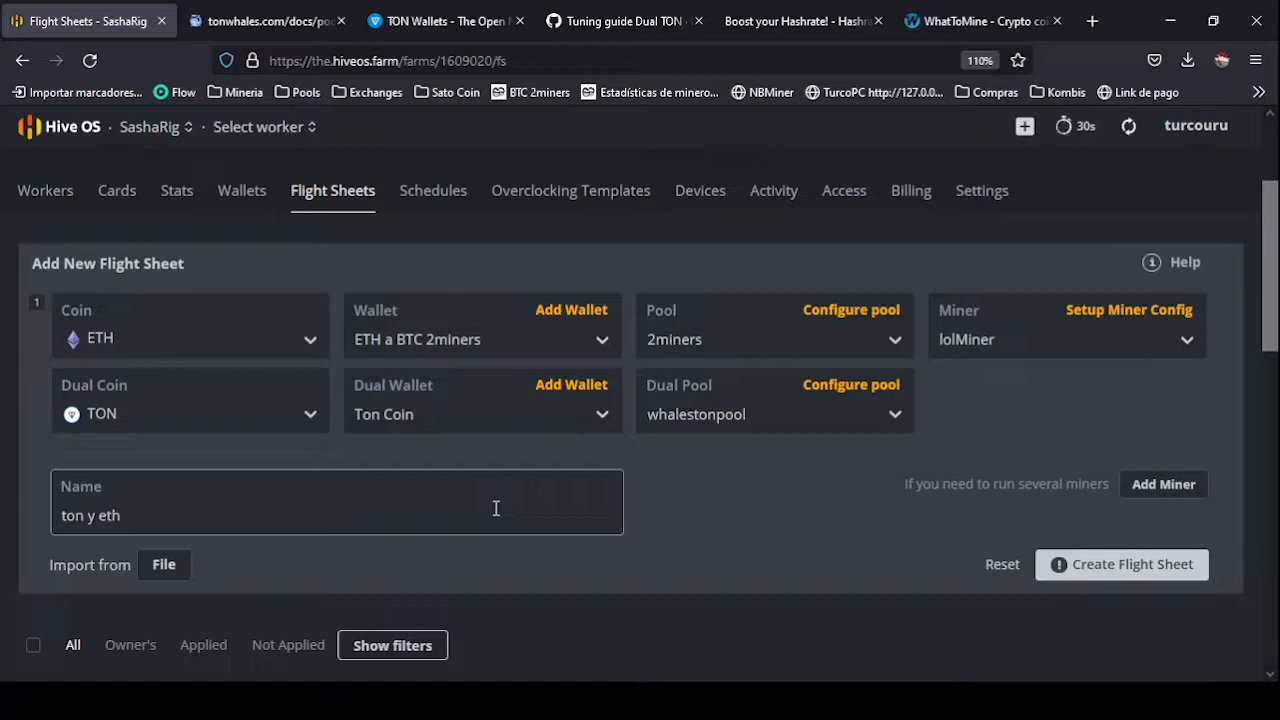 Flight Sheets - SashaRig
tonwhales.com/docs/poo
TON Wallets - The Open N
Tuning guide Dual TON ·
Boost your Hashrate! - Hashra
WhatToMine - Crypto coi
https://the.hiveos.farm/farms/1609020/fs
110%
Importar marcadores...
Flow
Mineria
Pools
Exchanges
Sato Coin
BTC 2miners
Estadísticas de minero...
NBMiner
TurcoPC http://127.0.0...
Compras
Kombis
Link de pago
Hive OS · SashaRig · Select worker
30s
turcouru
Workers
Cards
Stats
Wallets
Flight Sheets
Schedules
Overclocking Templates
Devices
Activity
Access
Billing
Settings
Add New Flight Sheet
Help
1
Coin
ETH
Wallet
Add Wallet
ETH a BTC 2miners
Pool
Configure pool
2miners
Miner
Setup Miner Config
lolMiner
Dual Coin
TON
Dual Wallet
Add Wallet
Ton Coin
Dual Pool
Configure pool
whalestonpool
Name
ton y eth
If you need to run several miners
Add Miner
Import from
File
Reset
Create Flight Sheet
All
Owner's
Applied
Not Applied
Show filters